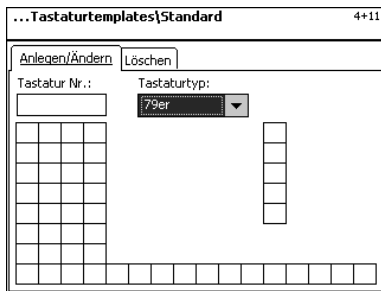 ...Tastaturtemplates\Standard 4+11
Anlegen/Ändern Löschen
Tastatur Nr.: Tastaturtyp:
79er